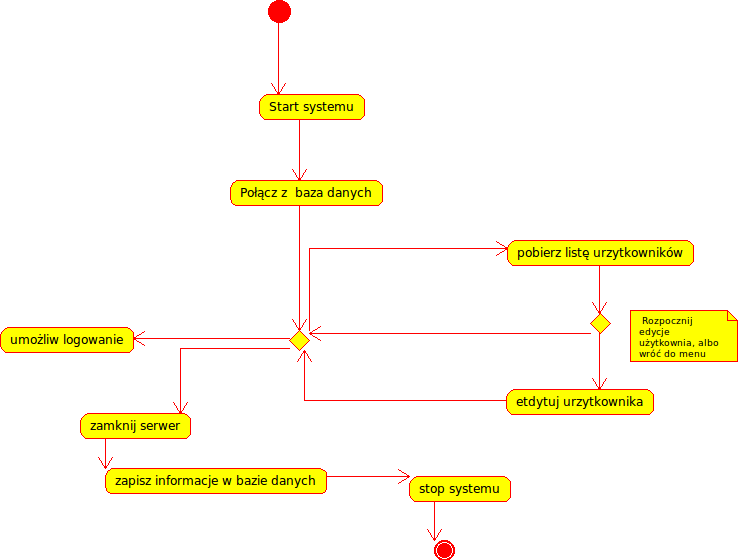 Start systemu
Połącz z  baza danych
pobierz listę urzytkowników
Rozpocznij
edycje
użytkownia, albo
wróć do menu
umożliw logowanie
etdytuj urzytkownika
zamknij serwer
zapisz informacje w bazie danych
stop systemu